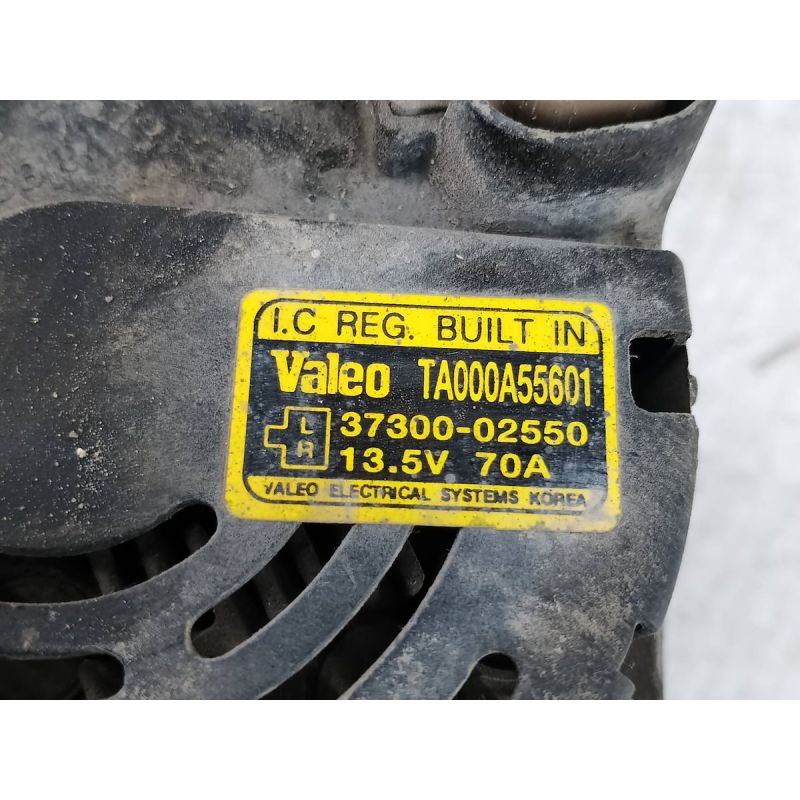 I.C REG. BUILT IN
Valeo TA000A55601
L 37300-02550
R 13.5V 70A
VALEO ELECTRICAL SYSTEMS KOREA